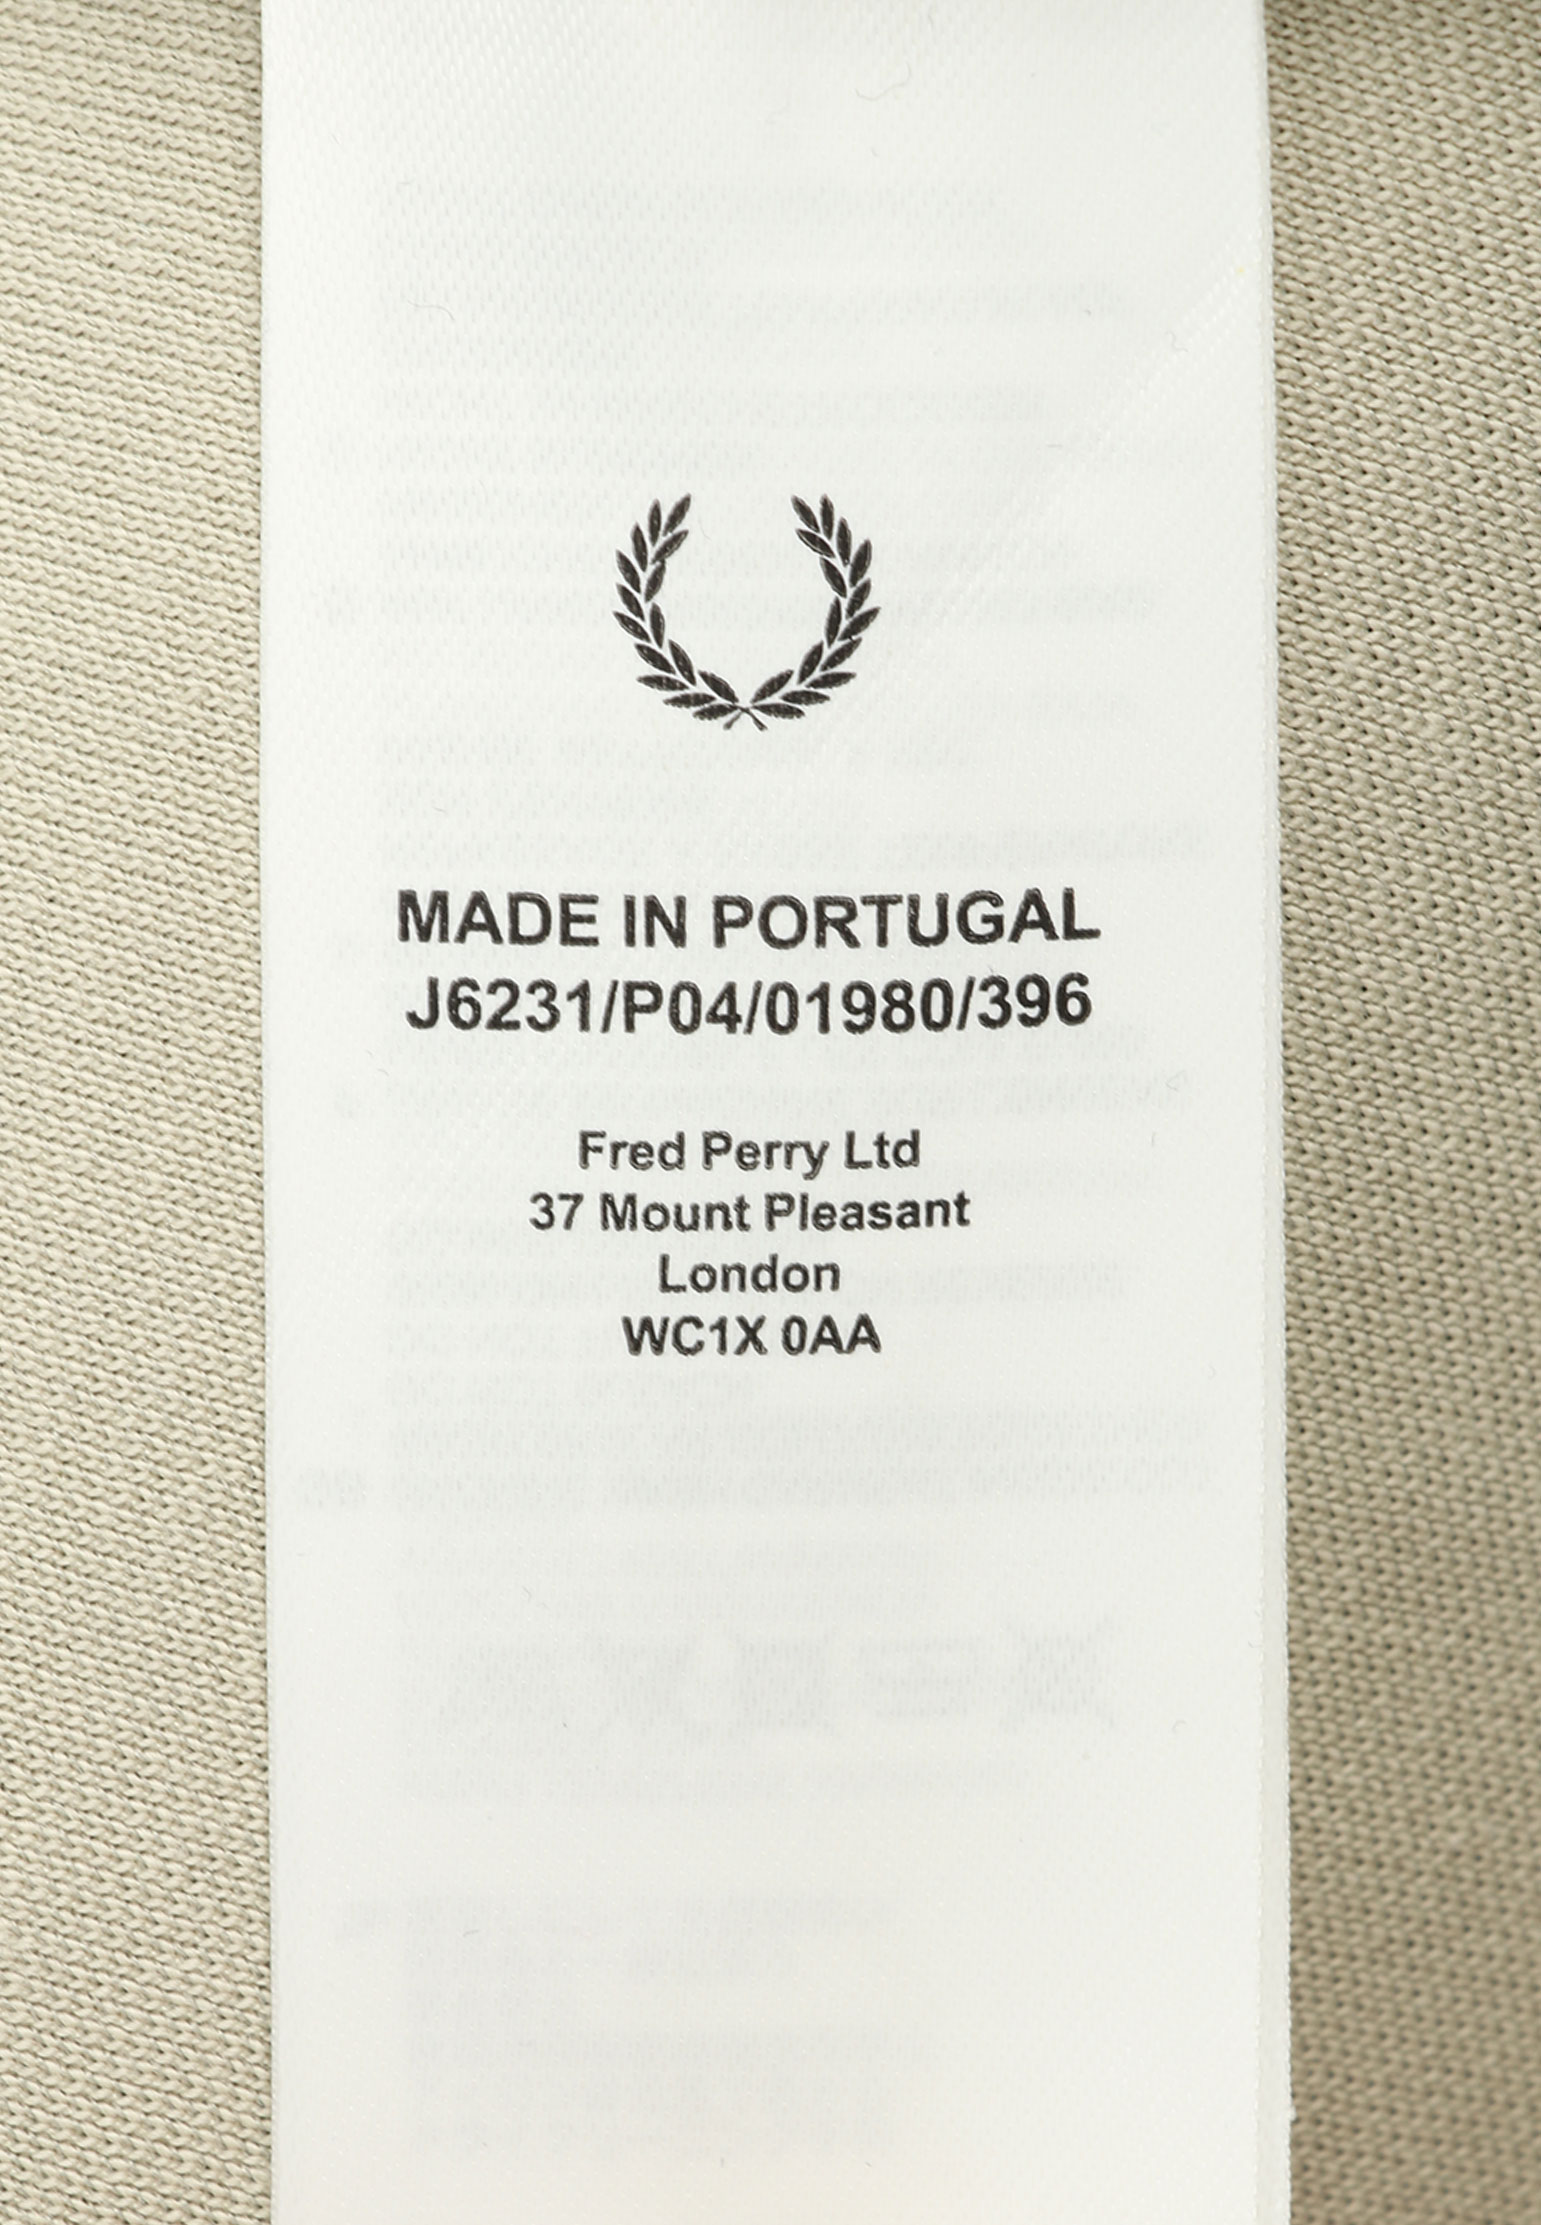 MADE IN PORTUGAL
J6231/P04/01980/396
Fred Perry Ltd
37 Mount Pleasant
London
WC1X 0AA